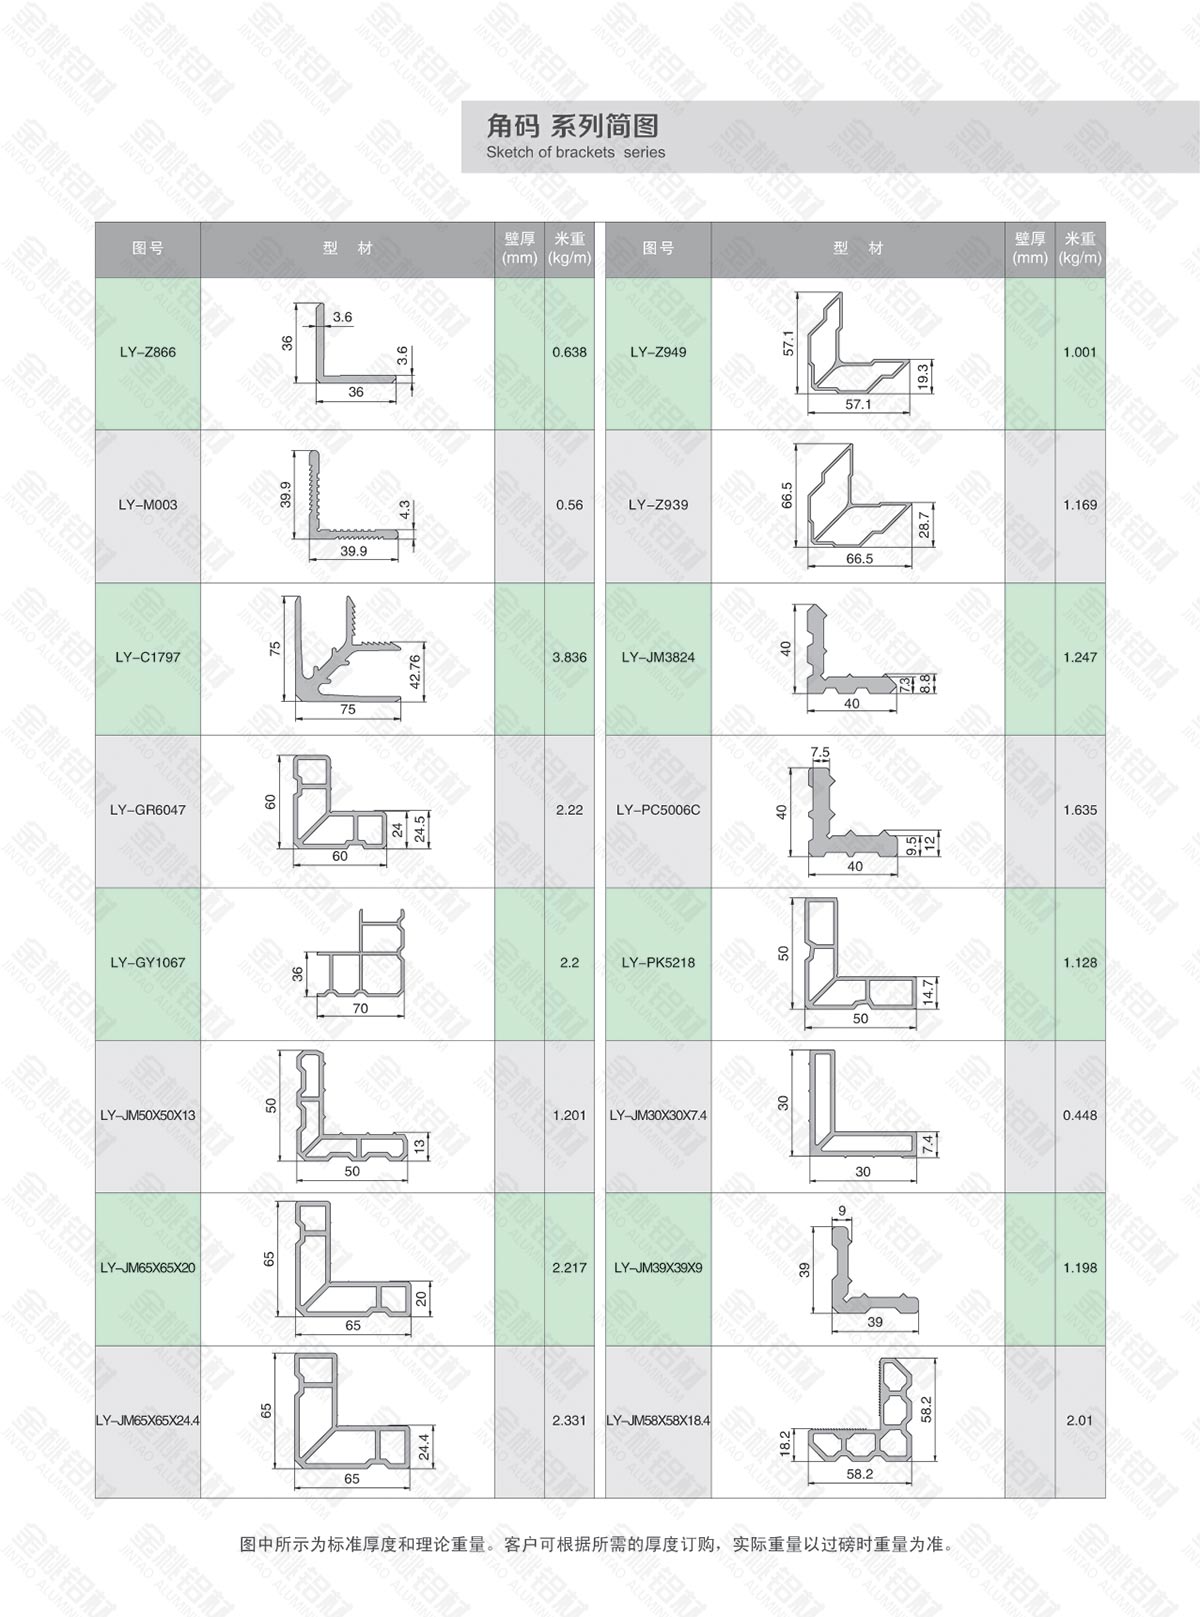 角码 系列简图
Sketch of brackets series
图号 型 材 壁厚 (mm) 米重 (kg/m) 图号 型 材 壁厚 (mm) 米重 (kg/m)
LY-Z866 36 3.6 3.6 36 0.638
LY-Z949 57.1 19.3 57.1 1.001
LY-M003 39.9 4.3 39.9 0.56
LY-Z939 66.5 28.7 66.5 1.169
LY-C1797 75 42.76 75 3.836
LY-JM3824 40 7.3 8.8 40 1.247
LY-GR6047 60 24 24.5 60 2.22
LY-PC5006C 7.5 40 9.5 12 40 1.635
LY-GY1067 36 70 2.2
LY-PK5218 50 14.7 50 1.128
LY-JM50X50X13 50 13 50 1.201
LY-JM30X30X7.4 30 7.4 30 0.448
LY-JM65X65X20 65 20 65 2.217
LY-JM39X39X9 9 39 39 1.198
LY-JM65X65X24.4 65 24.4 65 2.331
LY-JM58X58X18.4 18.2 58.2 58.2 2.01
图中所示为标准厚度和理论重量。客户可根据所需的厚度订购，实际重量以过磅时重量为准。
金桃铝材
JINTAO ALUMINIUM